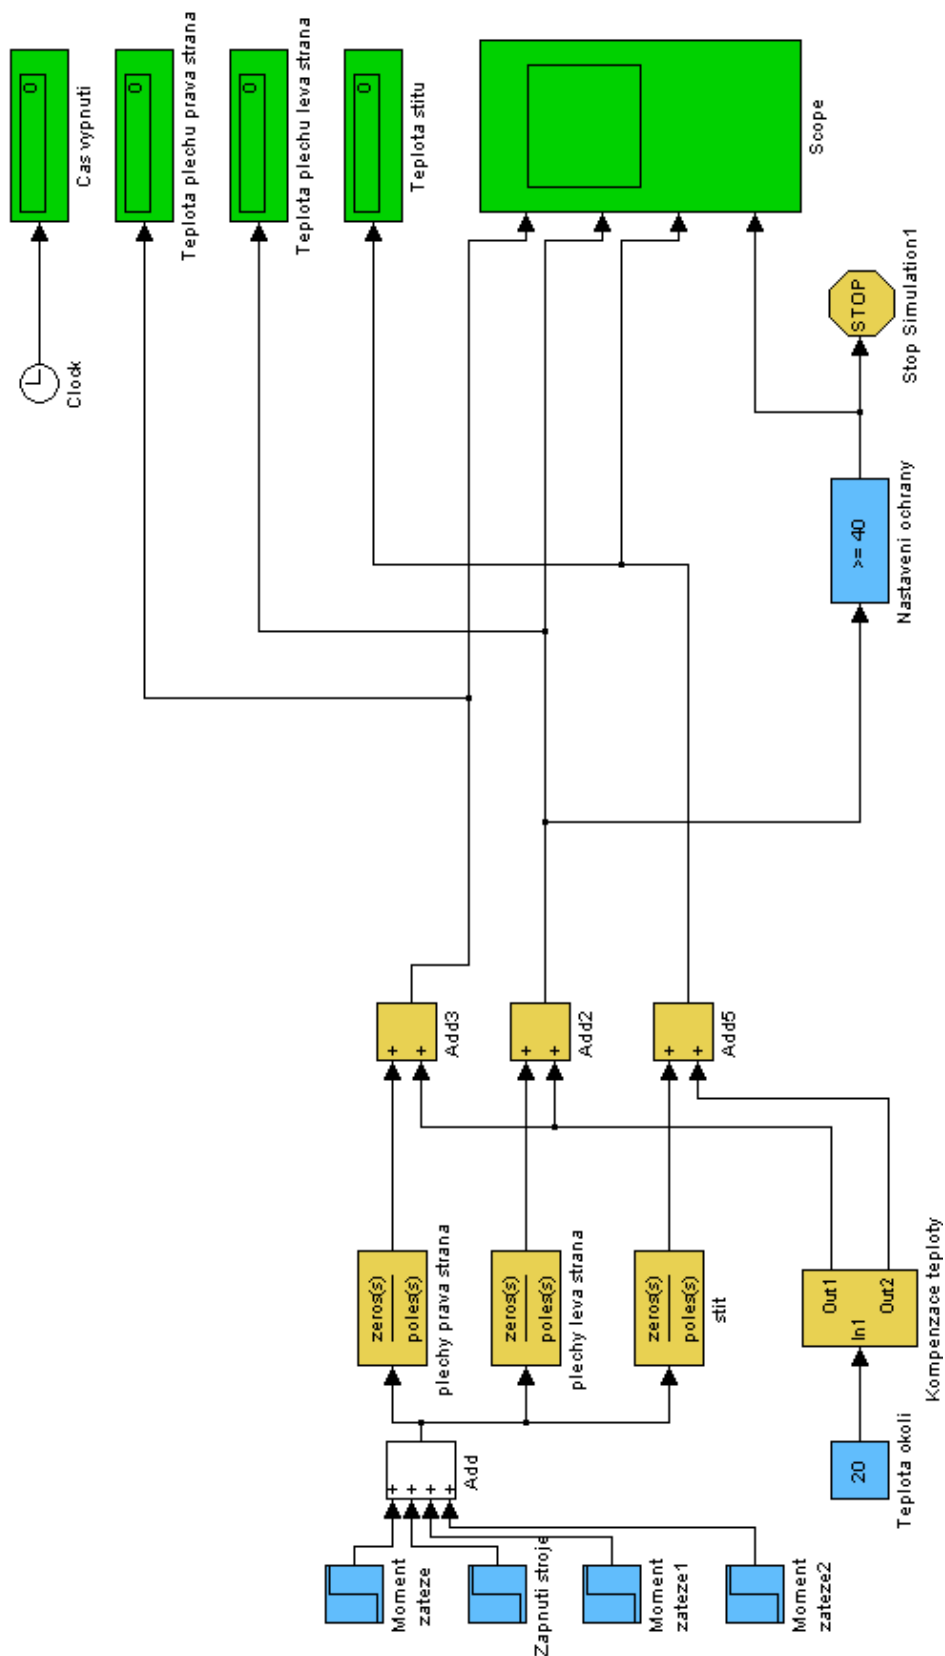 Moment
zateze
Zapnuti stroje
Moment
zateze1
Moment
zateze2
+
+
+
+
Add
20
Teplota okoli
zeros(s)
poles(s)
plechy prava strana
zeros(s)
poles(s)
plechy leva strana
zeros(s)
poles(s)
stit
In1
Out1
Out2
Kompenzace teploty
+
+
Add3
+
+
Add2
+
+
Add5
>= 40
Nastaveni ochrany
STOP
Stop Simulation1
Clock
0
Cas vypnuti
0
Teplota plechu prava strana
0
Teplota plechu leva strana
0
Teplota stitu
Scope